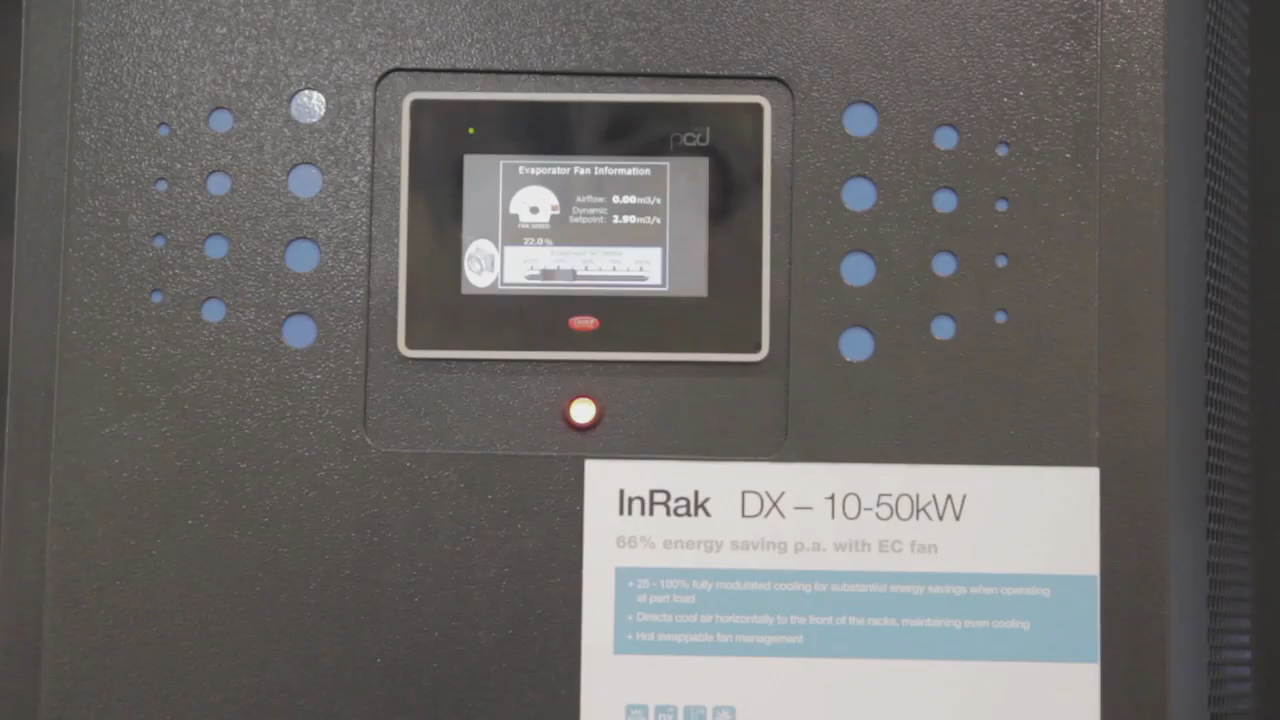 pcd
Evaporator Fan Information
Airflow: 0.00m3/s
Dynamic
Setpoint: 2.90m3/s
FAN SPEED
22.0 %
InRak DX – 10-50kW
66% energy saving p.a. with EC fan
+ 25 - 100% fully modulated cooling for substantial energy savings when operating
at part load
+ Directs cool air horizontally to the front of the racks, maintaining even cooling
+ Hot swappable fan management